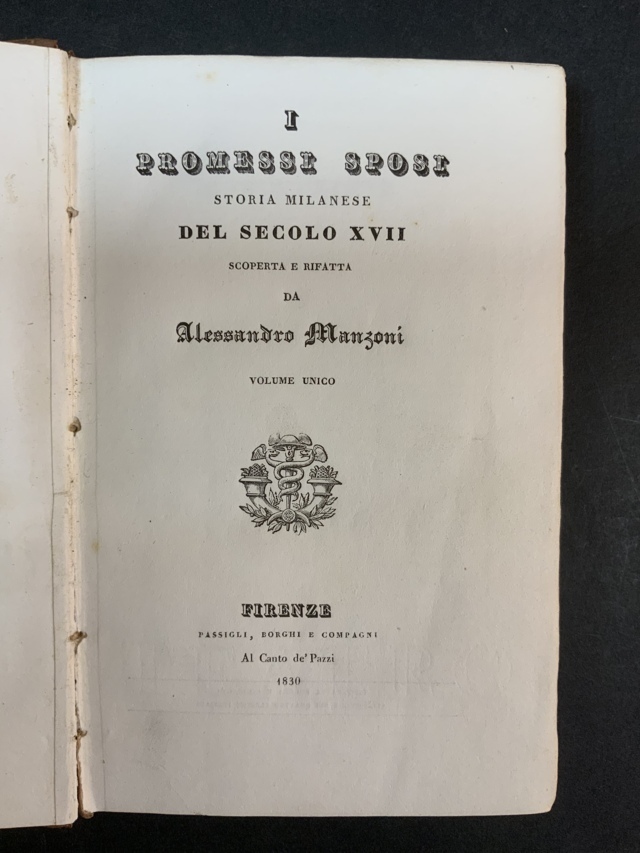 I
PROMESSI SPOSI
STORIA MILANESE
DEL SECOLO XVII
SCOPERTA E RIFATTA
DA
Alessandro Manzoni
VOLUME UNICO
FIRENZE
PASSIGLI, BORGHI E COMPAGNI
Al Canto de' Pazzi
1830